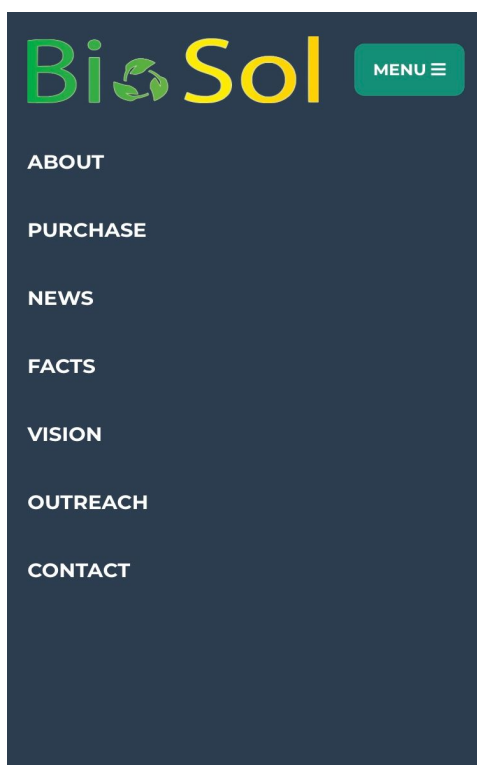 BioSol
MENU
ABOUT
PURCHASE
NEWS
FACTS
VISION
OUTREACH
CONTACT